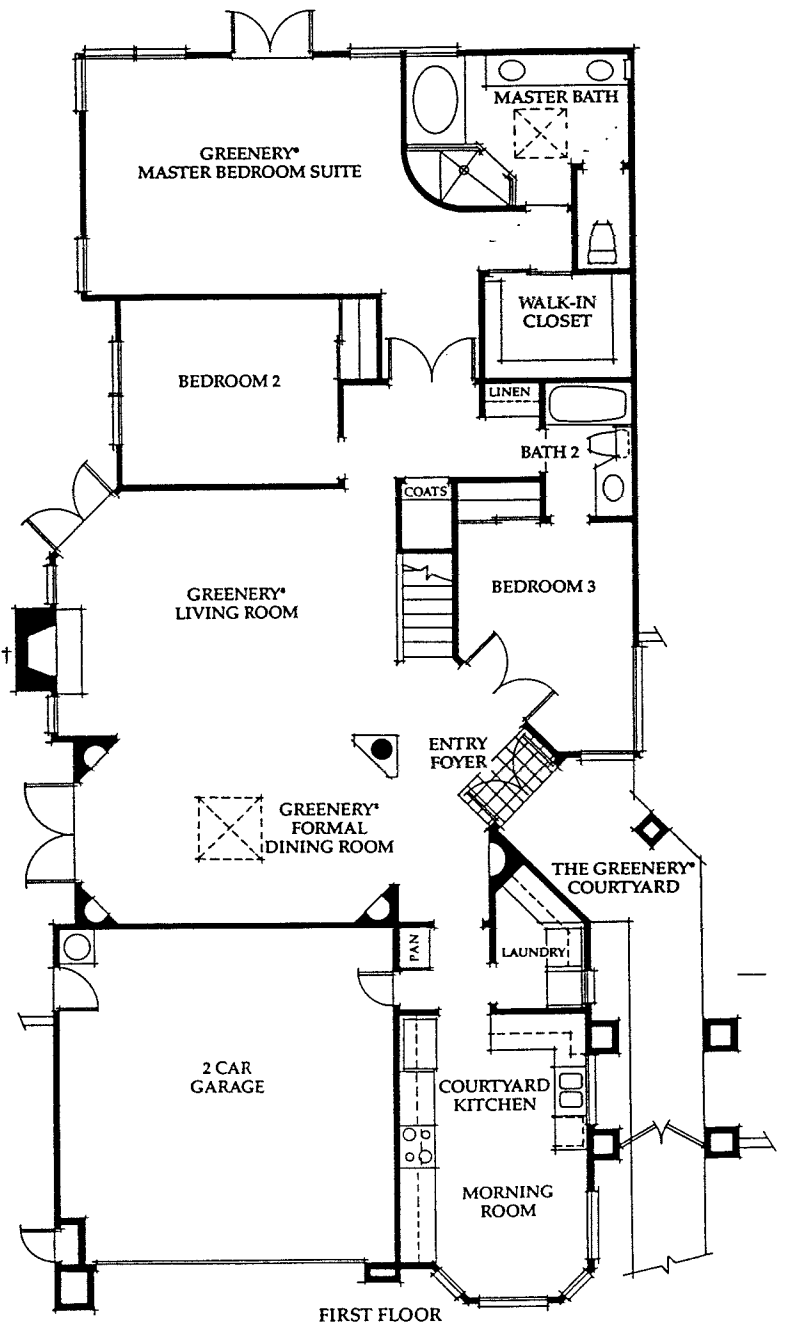 MASTER BATH
GREENERY®
MASTER BEDROOM SUITE
WALK-IN
CLOSET
BEDROOM 2
LINEN
BATH 2
COATS
GREENERY®
LIVING ROOM
BEDROOM 3
†
ENTRY
FOYER
GREENERY®
FORMAL
DINING ROOM
THE GREENERY®
COURTYARD
PAN
LAUNDRY
2 CAR
GARAGE
COURTYARD
KITCHEN
MORNING
ROOM
FIRST FLOOR